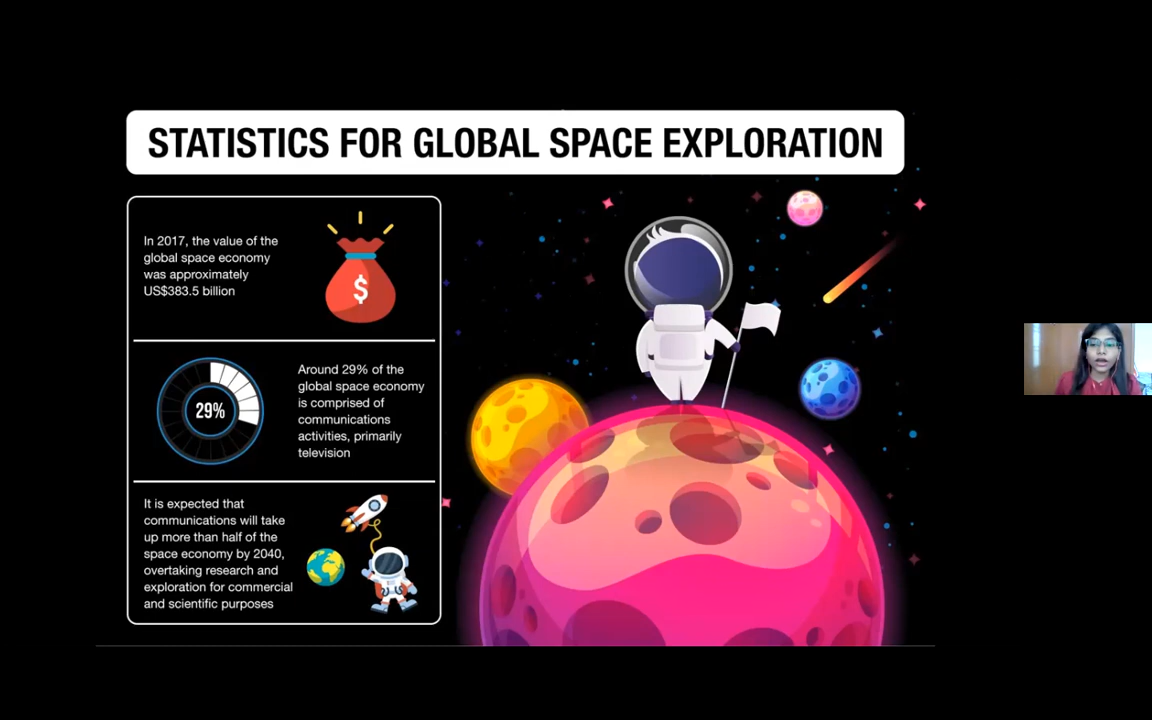 STATISTICS FOR GLOBAL SPACE EXPLORATION
In 2017, the value of the
global space economy
was approximately
US$383.5 billion
$
29%
Around 29% of the
global space economy
is comprised of
communications
activities, primarily
television
It is expected that
communications will take
up more than half of the
space economy by 2040,
overtaking research and
exploration for commercial
and scientific purposes